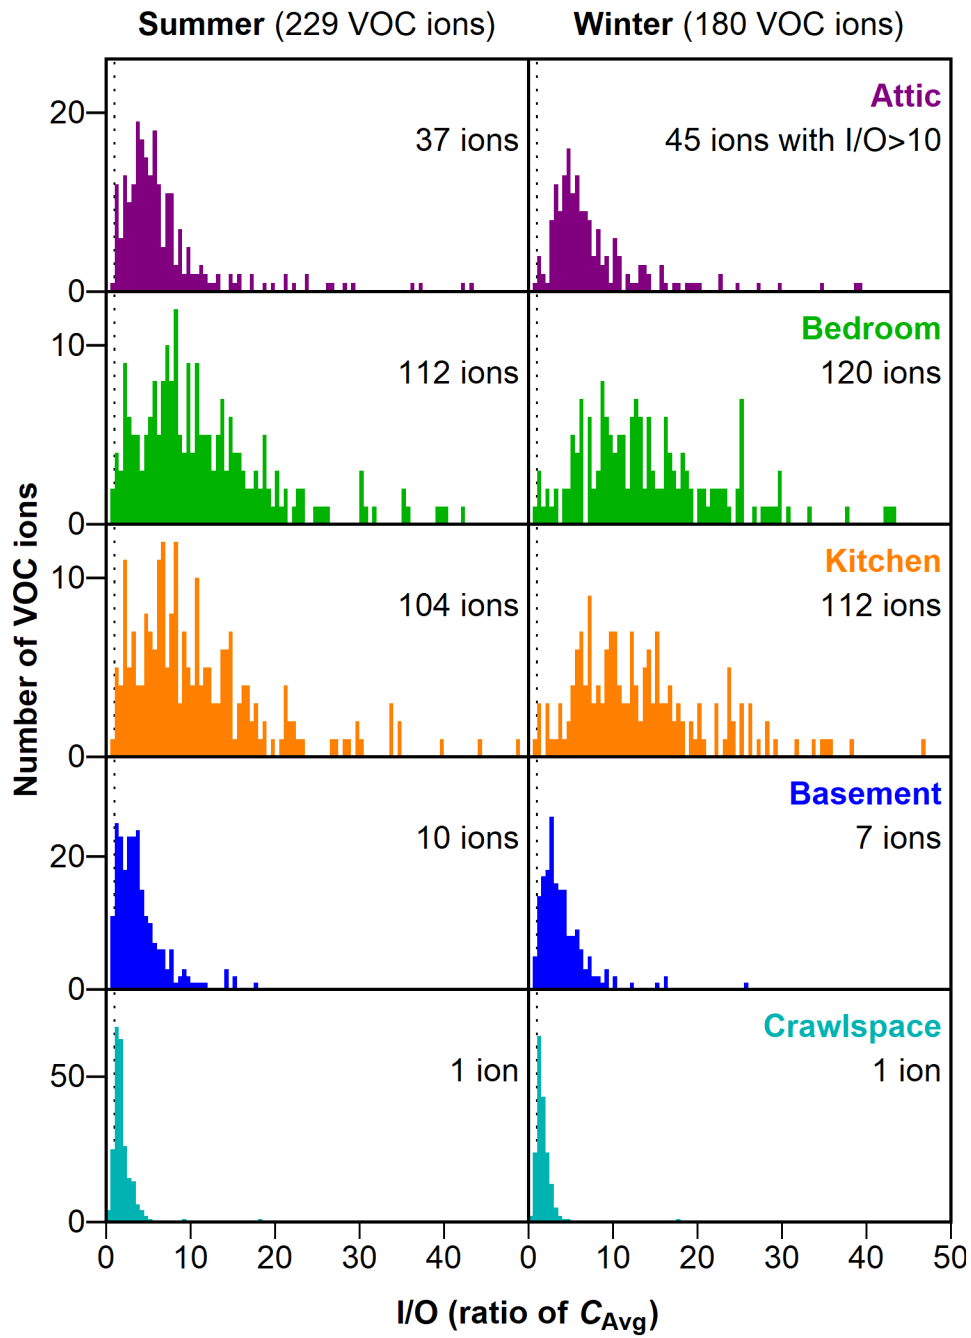 Summer (229 VOC ions) Winter (180 VOC ions)
Attic
20
37 ions 45 ions with I/O>10
0
Bedroom
10
112 ions 120 ions
0
Kitchen
10
104 ions 112 ions
0
Basement
10 ions 7 ions
20
0
Crawlspace
1 ion 1 ion
50
0
0 10 20 30 40 0 10 20 30 40 50
Number of VOC ions
I/O (ratio of CAvg)